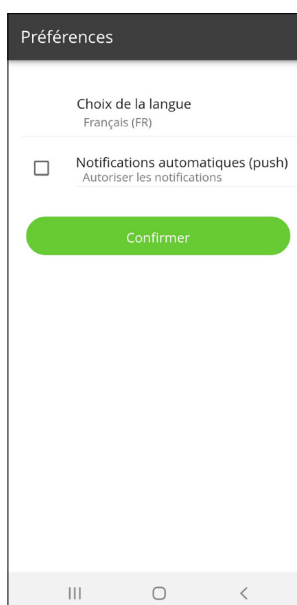 Préférences
Choix de la langue
Français (FR)
Notifications automatiques (push)
Autoriser les notifications
Confirmer